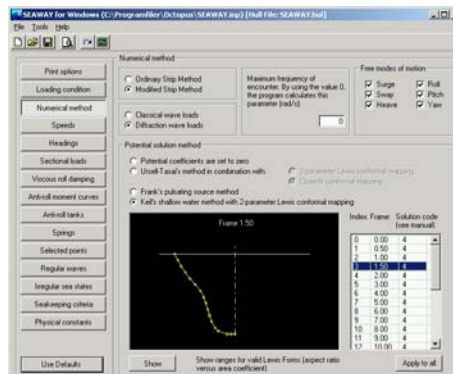 SEAWAY for Windows (C:\Programfiler\Octopus\SEAWAY.inp) [Hull File: SEAWAY.hul]
File Tools Help
Print options
Loading condition
Numerical method
Speeds
Headings
Sectional loads
Viscous roll damping
Anti-roll moment curves
Anti-roll tanks
Springs
Selected points
Regular waves
Irregular sea states
Seakeeping criteria
Physical constants
Use Defaults
Numerical method
Ordinary Strip Method
Modified Strip Method
Classical wave loads
Diffraction wave loads
Maximum frequency of
encounter. By using the value 0,
the program calculates this
parameter [rad/s]
0
Free modes of motion
Surge
Roll
Sway
Pitch
Heave
Yaw
Potential solution method
Potential coefficients are set to zero
Ursell-Tasai's method in combination with:
2-parameter Lewis conformal mapping
Close-fit conformal mapping
Frank's pulsating source method
Keil's shallow water method with 2-parameter Lewis conformal mapping
Frame 1.50
Index Frame: Solution code
(see manual)
0 0.00 4
1 0.50 4
2 1.00 4
3 1.50 4
4 2.00 4
5 3.00 4
6 4.00 4
7 5.00 4
8 6.00 4
9 7.00 4
10 8.00 4
11 9.00 4
12 10.00 4
Show
Show ranges for valid Lewis Forms (aspect ratio
versus area coefficient)
Apply to all